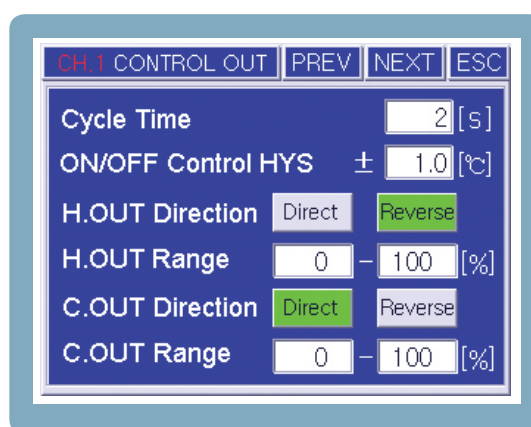 CH.1 CONTROL OUT PREV NEXT ESC
Cycle Time 2 [s]
ON/OFF Control HYS ± 1.0 [℃]
H.OUT Direction Direct Reverse
H.OUT Range 0 - 100 [%]
C.OUT Direction Direct Reverse
C.OUT Range 0 - 100 [%]